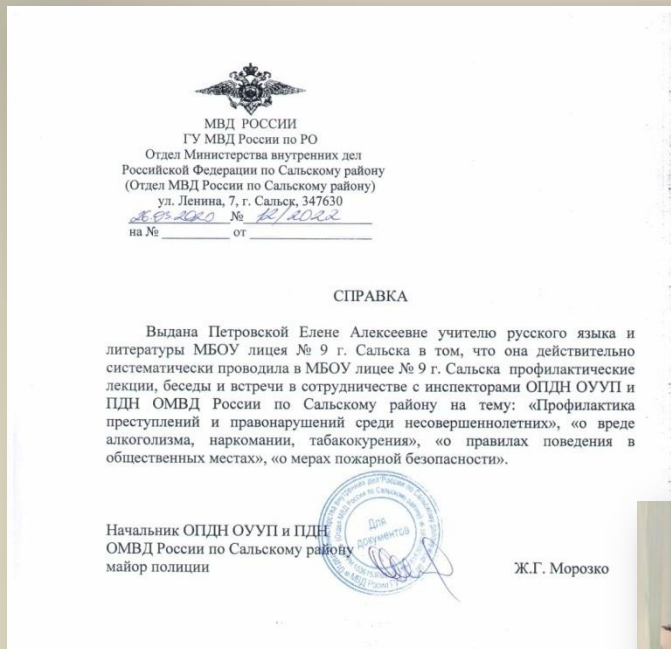 МВД РОССИИ
ГУ МВД России по РО
Отдел Министерства внутренних дел
Российской Федерации по Сальскому району
(Отдел МВД России по Сальскому району)
ул. Ленина, 7, г. Сальск, 347630
№ 12/2022
на № __________ от __________________
СПРАВКА
Выдана Петровской Елене Алексеевне учителю русского языка и
литературы МБОУ лицея № 9 г. Сальска в том, что она действительно
систематически проводила в МБОУ лицее № 9 г. Сальска профилактические
лекции, беседы и встречи в сотрудничестве с инспекторами ОПДН ОУУП и
ПДН ОМВД России по Сальскому району на тему: «Профилактика
преступлений и правонарушений среди несовершеннолетних», «о вреде
алкоголизма, наркомании, табакокурения», «о правилах поведения в
общественных местах», «о мерах пожарной безопасности».
Для
документов
Начальник ОПДН ОУУП и ПДН
ОМВД России по Сальскому району
майор полиции Ж.Г. Морозко